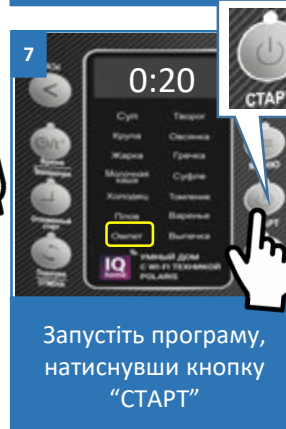 7
0:20
СТАРТ
Суп Творог
Крупа Овсянка
Жарка Гречка
Молочная каша Суфле
Холодец Томление
Плов Варенье
Омлет Выпечка
IQ home
УМНЫЙ ДОМ
С WI-FI ТЕХНИКОЙ
POLARIS
Запустіть програму,
натиснувши кнопку
“СТАРТ”